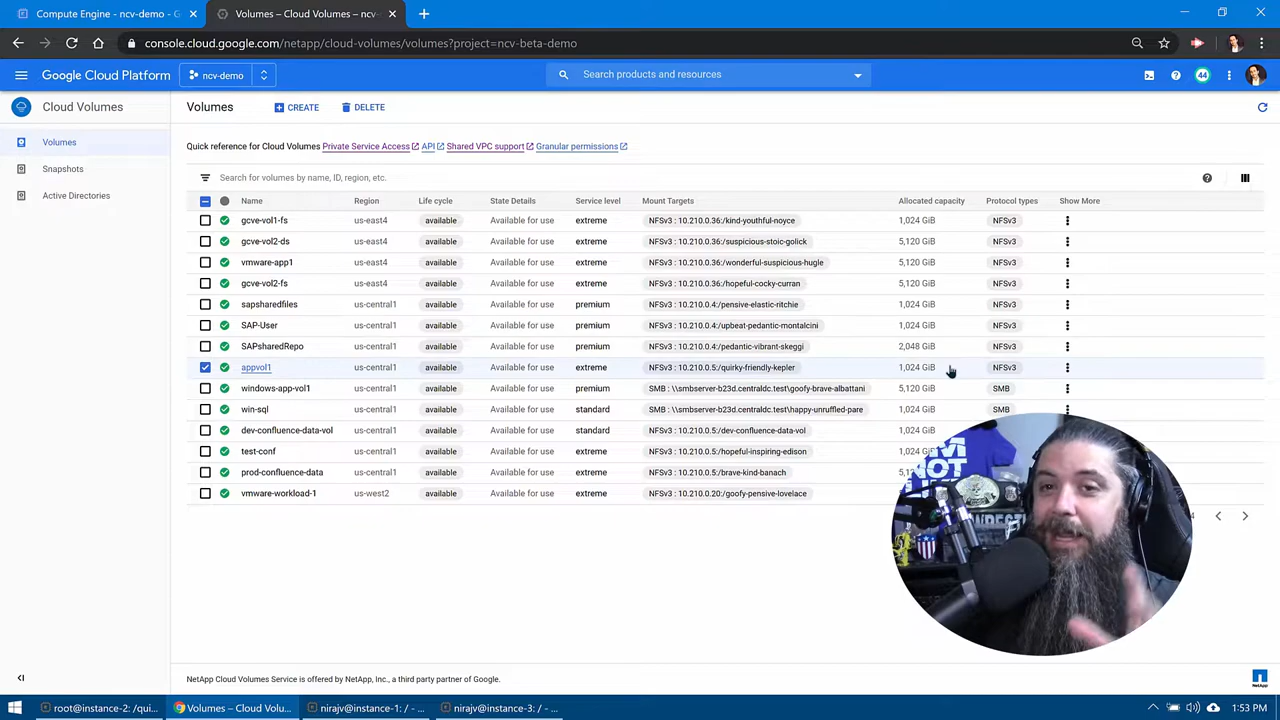 Compute Engine - ncv-demo - G
Volumes – Cloud Volumes – ncv-
console.cloud.google.com/netapp/cloud-volumes/volumes?project=ncv-beta-demo
Google Cloud Platform
ncv-demo
Search products and resources
44
Cloud Volumes
Volumes
Snapshots
Active Directories
Volumes CREATE DELETE
Quick reference for Cloud Volumes Private Service Access API Shared VPC support Granular permissions
Search for volumes by name, ID, region, etc.
Name Region Life cycle State Details Service level Mount Targets Allocated capacity Protocol types Show More
gcve-vol1-fs us-east4 available Available for use extreme NFSv3 : 10.210.0.36:/kind-youthful-noyce 1,024 GiB NFSv3
gcve-vol2-ds us-east4 available Available for use extreme NFSv3 : 10.210.0.36:/suspicious-stoic-golick 5,120 GiB NFSv3
vmware-app1 us-east4 available Available for use extreme NFSv3 : 10.210.0.36:/wonderful-suspicious-hugle 5,120 GiB NFSv3
gcve-vol2-fs us-east4 available Available for use extreme NFSv3 : 10.210.0.36:/hopeful-cocky-curran 5,120 GiB NFSv3
sapsharedfiles us-central1 available Available for use premium NFSv3 : 10.210.0.4:/pensive-elastic-ritchie 1,024 GiB NFSv3
SAP-User us-central1 available Available for use premium NFSv3 : 10.210.0.4:/upbeat-pedantic-montalcini 1,024 GiB NFSv3
SAPsharedRepo us-central1 available Available for use premium NFSv3 : 10.210.0.4:/pedantic-vibrant-skeggi 2,048 GiB NFSv3
appvol1 us-central1 available Available for use extreme NFSv3 : 10.210.0.5:/quirky-friendly-kepler 1,024 GiB NFSv3
windows-app-vol1 us-central1 available Available for use premium SMB : \\smbserver-b23d.centraldc.test\goofy-brave-albattani 5,120 GiB SMB
win-sql us-central1 available Available for use standard SMB : \\smbserver-b23d.centraldc.test\happy-unruffled-pare 1,024 GiB SMB
dev-confluence-data-vol us-central1 available Available for use standard NFSv3 : 10.210.0.5:/dev-confluence-data-vol 1,024 GiB
test-conf us-central1 available Available for use extreme NFSv3 : 10.210.0.5:/hopeful-inspiring-edison 1,024
prod-confluence-data us-central1 available Available for use extreme NFSv3 : 10.210.0.5:/brave-kind-banach
vmware-workload-1 us-west2 available Available for use extreme NFSv3 : 10.210.0.20:/goofy-pensive-lovelace
NOT
NetApp Cloud Volumes Service is offered by NetApp, Inc., a third party partner of Google.
NetApp
root@instance-2: /qui...
Volumes – Cloud Volu...
nirajv@instance-1: / - ...
nirajv@instance-3: / - ...
1:53 PM